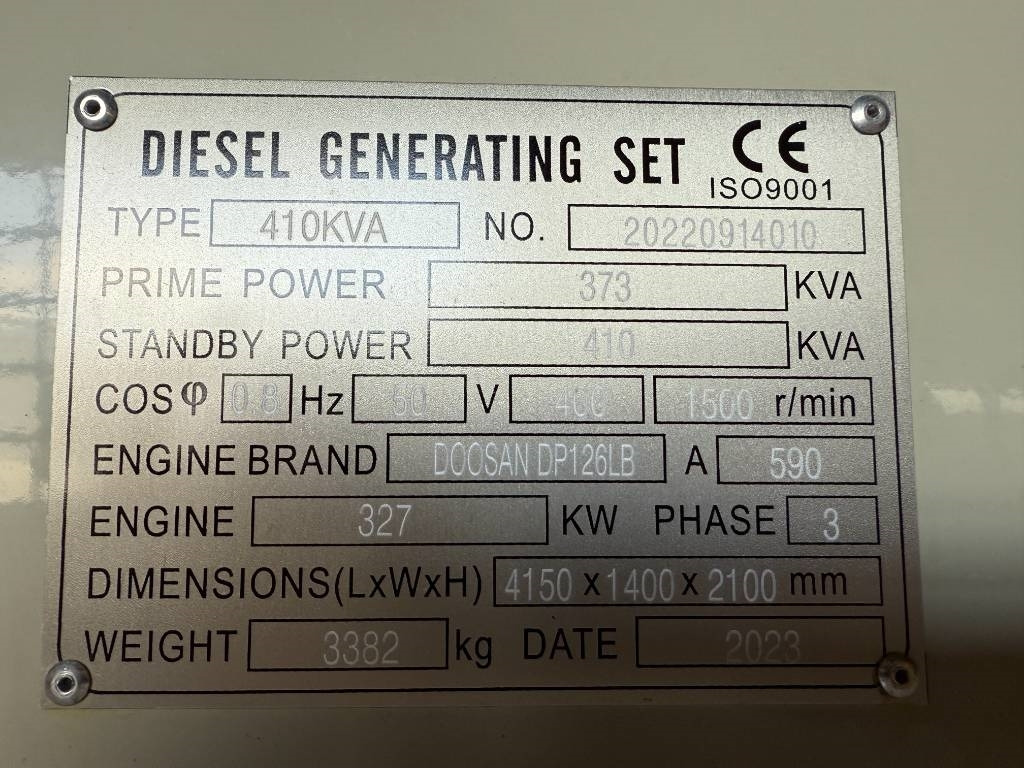 DIESEL GENERATING SET CE
ISO9001
TYPE 410KVA NO. 20220914010
PRIME POWER 373 KVA
STANDBY POWER 410 KVA
COSφ 0.8 Hz 50 V 400 1500 r/min
ENGINE BRAND DOOSAN DP126LB A 590
ENGINE 327 KW PHASE 3
DIMENSIONS(LxWxH) 4150 x 1400 x 2100 mm
WEIGHT 3382 kg DATE 2023